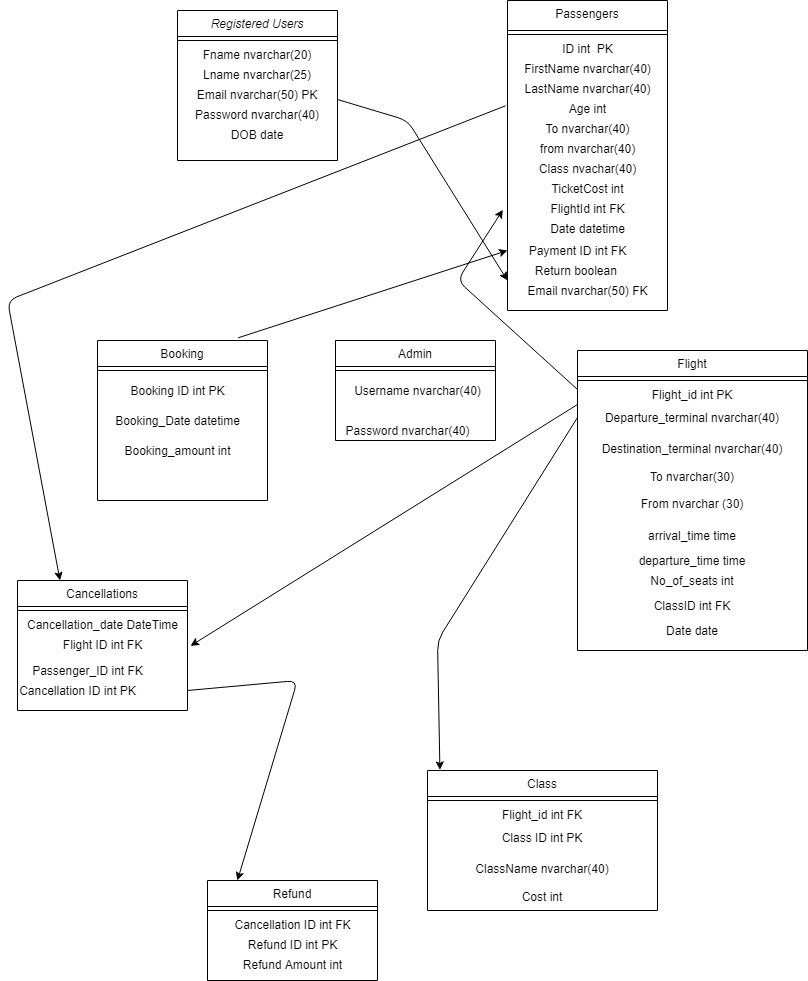 Registered Users
Fname nvarchar(20)
Lname nvarchar(25)
Email nvarchar(50) PK
Password nvarchar(40)
DOB date
Passengers
ID int  PK
FirstName nvarchar(40)
LastName nvarchar(40)
Age int
To nvarchar(40)
from nvarchar(40)
Class nvachar(40)
TicketCost int
FlightId int FK
Date datetime
Payment ID int FK
Return boolean
Email nvarchar(50) FK
Booking
Booking ID int PK
Booking_Date datetime
Booking_amount int
Admin
Username nvarchar(40)
Password nvarchar(40)
Flight
Flight_id int PK
Departure_terminal nvarchar(40)
Destination_terminal nvarchar(40)
To nvarchar(30)
From nvarchar (30)
arrival_time time
departure_time time
No_of_seats int
ClassID int FK
Date date
Cancellations
Cancellation_date DateTime
Flight ID int FK
Passenger_ID int FK
Cancellation ID int PK
Class
Flight_id int FK
Class ID int PK
ClassName nvarchar(40)
Cost int
Refund
Cancellation ID int FK
Refund ID int PK
Refund Amount int